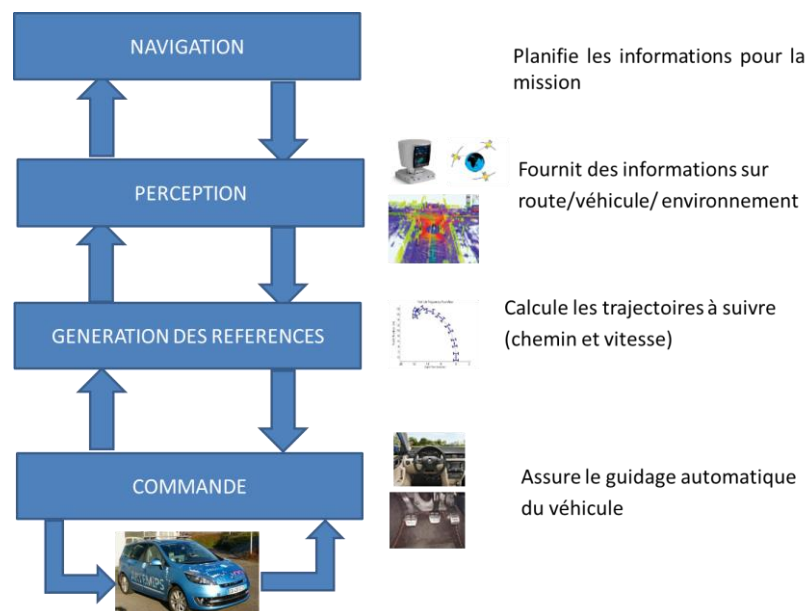 NAVIGATION
Planifie les informations pour la
mission
PERCEPTION
Fournit des informations sur
route/véhicule/ environnement
GENERATION DES REFERENCES
Calcule les trajectoires à suivre
(chemin et vitesse)
COMMANDE
Assure le guidage automatique
du véhicule